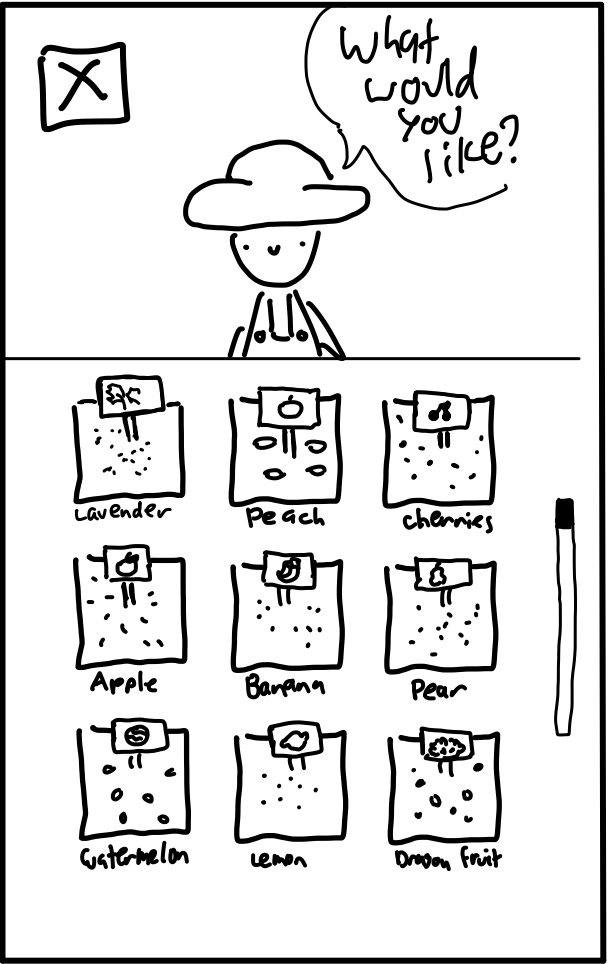 What
would
you
like?
Lavender Peach Cherries
Apple Banana Pear
Watermelon Lemon Dragon fruit